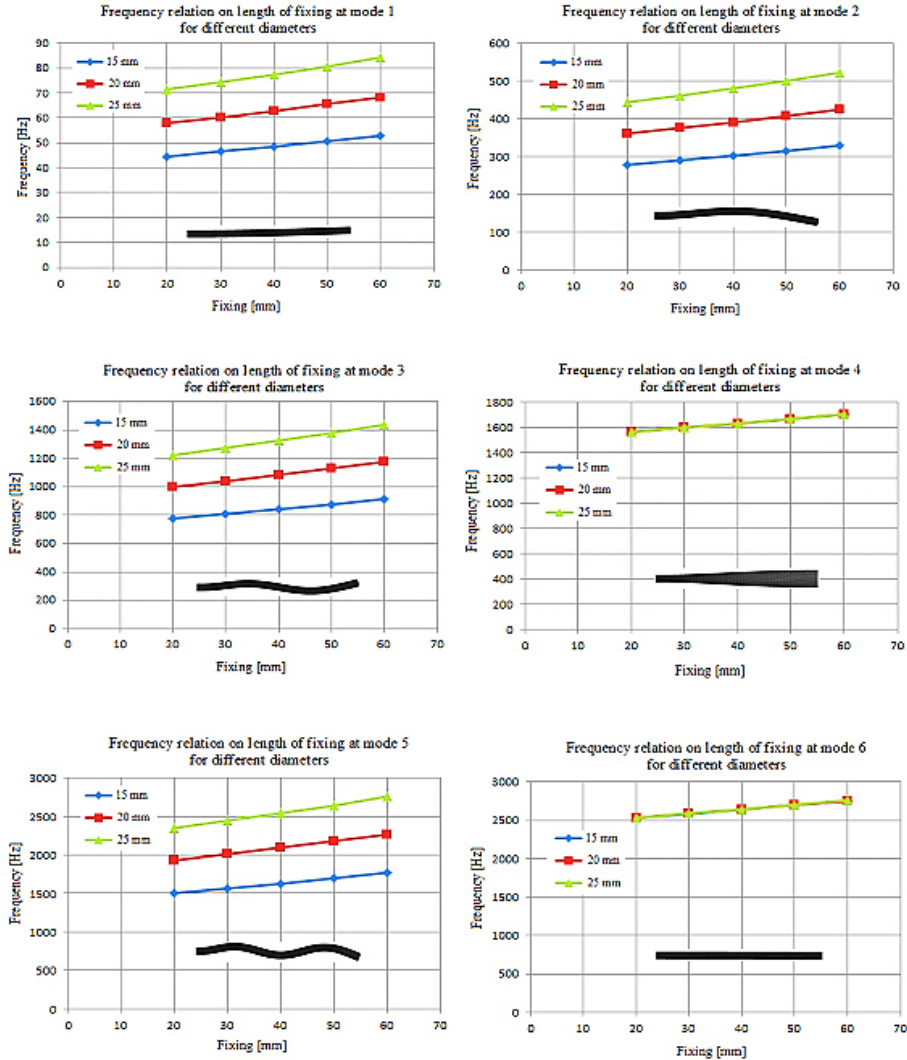 Frequency relation on length of fixing at mode 1
for different diameters
90
80
70
60
50
40
30
20
10
0
Frequency [Hz]
15 mm
20 mm
25 mm
0 10 20 30 40 50 60 70
Fixing [mm]
Frequency relation on length of fixing at mode 2
for different diameters
600
500
400
300
200
100
0
Frequency [Hz]
15 mm
20 mm
25 mm
0 10 20 30 40 50 60 70
Fixing [mm]
Frequency relation on length of fixing at mode 3
for different diameters
1600
1400
1200
1000
800
600
400
200
0
Frequency [Hz]
15 mm
20 mm
25 mm
0 10 20 30 40 50 60 70
Fixing [mm]
Frequency relation on length of fixing at mode 4
for different diameters
1800
1600
1400
1200
1000
800
600
400
200
0
Frequency [Hz]
15 mm
20 mm
25 mm
0 10 20 30 40 50 60 70
Fixing [mm]
Frequency relation on length of fixing at mode 5
for different diameters
3000
2500
2000
1500
1000
500
0
Frequency [Hz]
15 mm
20 mm
25 mm
0 10 20 30 40 50 60 70
Fixing [mm]
Frequency relation on length of fixing at mode 6
for different diameters
3000
2500
2000
1500
1000
500
0
Frequency [Hz]
15 mm
20 mm
25 mm
0 10 20 30 40 50 60 70
Fixing [mm]